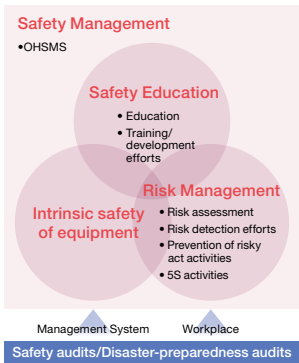 Safety Management
•OHSMS
Safety Education
• Education
• Training/
development
efforts
Intrinsic safety
of equipment
Risk Management
• Risk assessment
• Risk detection efforts
• Prevention of risky
act activities
• 5S activities
Management System
Workplace
Safety audits/Disaster-preparedness audits